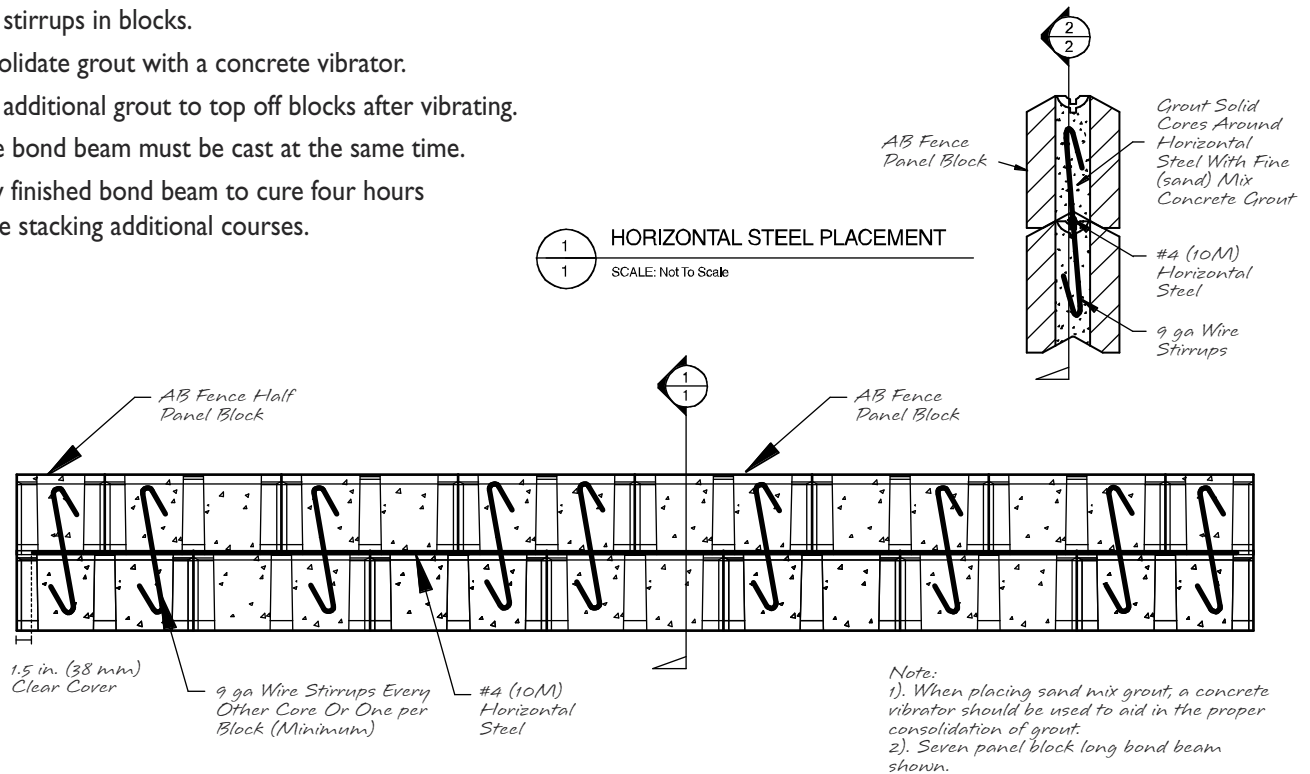 stirrups in blocks.
olidate grout with a concrete vibrator.
additional grout to top off blocks after vibrating.
e bond beam must be cast at the same time.
y finished bond beam to cure four hours
e stacking additional courses.
1
1
HORIZONTAL STEEL PLACEMENT
SCALE: Not To Scale
2
2
AB Fence
Panel Block
Grout Solid
Cores Around
Horizontal
Steel With Fine
(sand) Mix
Concrete Grout
#4 (10M)
Horizontal
Steel
9 ga Wire
Stirrups
AB Fence Half
Panel Block
1
1
AB Fence
Panel Block
1.5 in. (38 mm)
Clear Cover
9 ga Wire Stirrups Every
Other Core Or One per
Block (Minimum)
#4 (10M)
Horizontal
Steel
Note:
1). When placing sand mix grout, a concrete
vibrator should be used to aid in the proper
consolidation of grout.
2). Seven panel block long bond beam
shown.